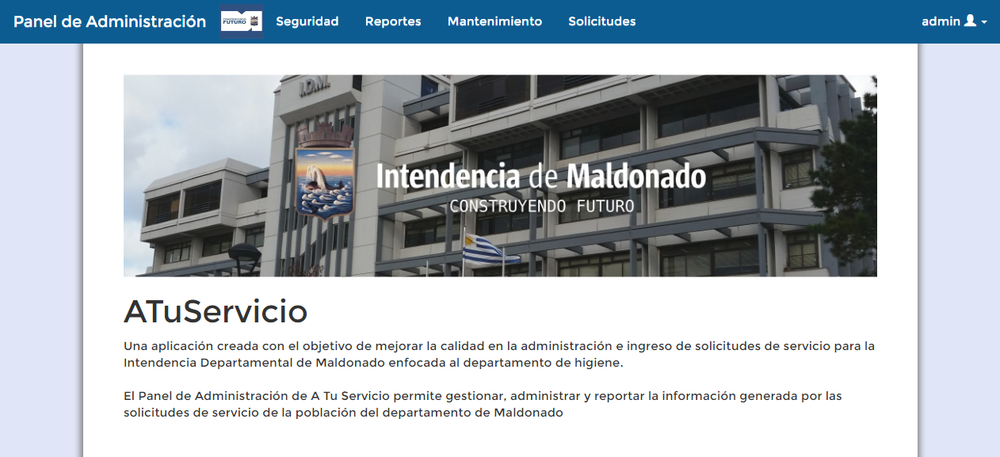 Panel de Administración
CONSTRUYENDO
FUTURO
Seguridad
Reportes
Mantenimiento
Solicitudes
admin
I.D.M.
Intendencia de Maldonado
CONSTRUYENDO FUTURO
ATuServicio
Una aplicación creada con el objetivo de mejorar la calidad en la administración e ingreso de solicitudes de servicio para la
Intendencia Departamental de Maldonado enfocada al departamento de higiene.
El Panel de Administración de A Tu Servicio permite gestionar, administrar y reportar la información generada por las
solicitudes de servicio de la población del departamento de Maldonado